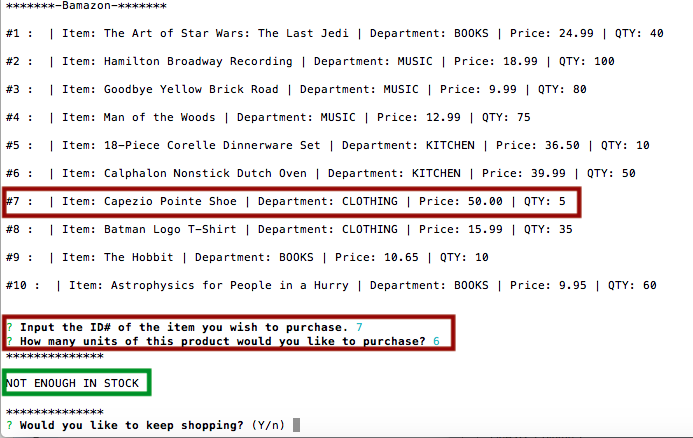 *******-Bamazon-*******
#1 :  | Item: The Art of Star Wars: The Last Jedi | Department: BOOKS | Price: 24.99 | QTY: 40
#2 :  | Item: Hamilton Broadway Recording | Department: MUSIC | Price: 18.99 | QTY: 100
#3 :  | Item: Goodbye Yellow Brick Road | Department: MUSIC | Price: 9.99 | QTY: 80
#4 :  | Item: Man of the Woods | Department: MUSIC | Price: 12.99 | QTY: 75
#5 :  | Item: 18-Piece Corelle Dinnerware Set | Department: KITCHEN | Price: 36.50 | QTY: 10
#6 :  | Item: Calphalon Nonstick Dutch Oven | Department: KITCHEN | Price: 39.99 | QTY: 50
#7 :  | Item: Capezio Pointe Shoe | Department: CLOTHING | Price: 50.00 | QTY: 5
#8 :  | Item: Batman Logo T-Shirt | Department: CLOTHING | Price: 15.99 | QTY: 35
#9 :  | Item: The Hobbit | Department: BOOKS | Price: 10.65 | QTY: 10
#10 :  | Item: Astrophysics for People in a Hurry | Department: BOOKS | Price: 9.95 | QTY: 60
? Input the ID# of the item you wish to purchase. 7
? How many units of this product would you like to purchase? 6
**************
NOT ENOUGH IN STOCK
**************
? Would you like to keep shopping? (Y/n)